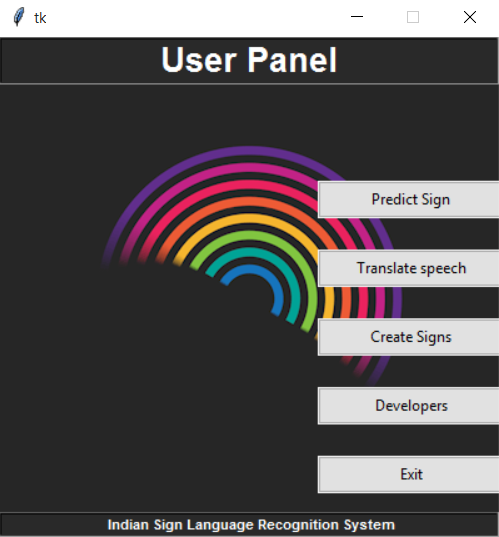 tk
User Panel
Predict Sign
Translate speech
Create Signs
Developers
Exit
Indian Sign Language Recognition System